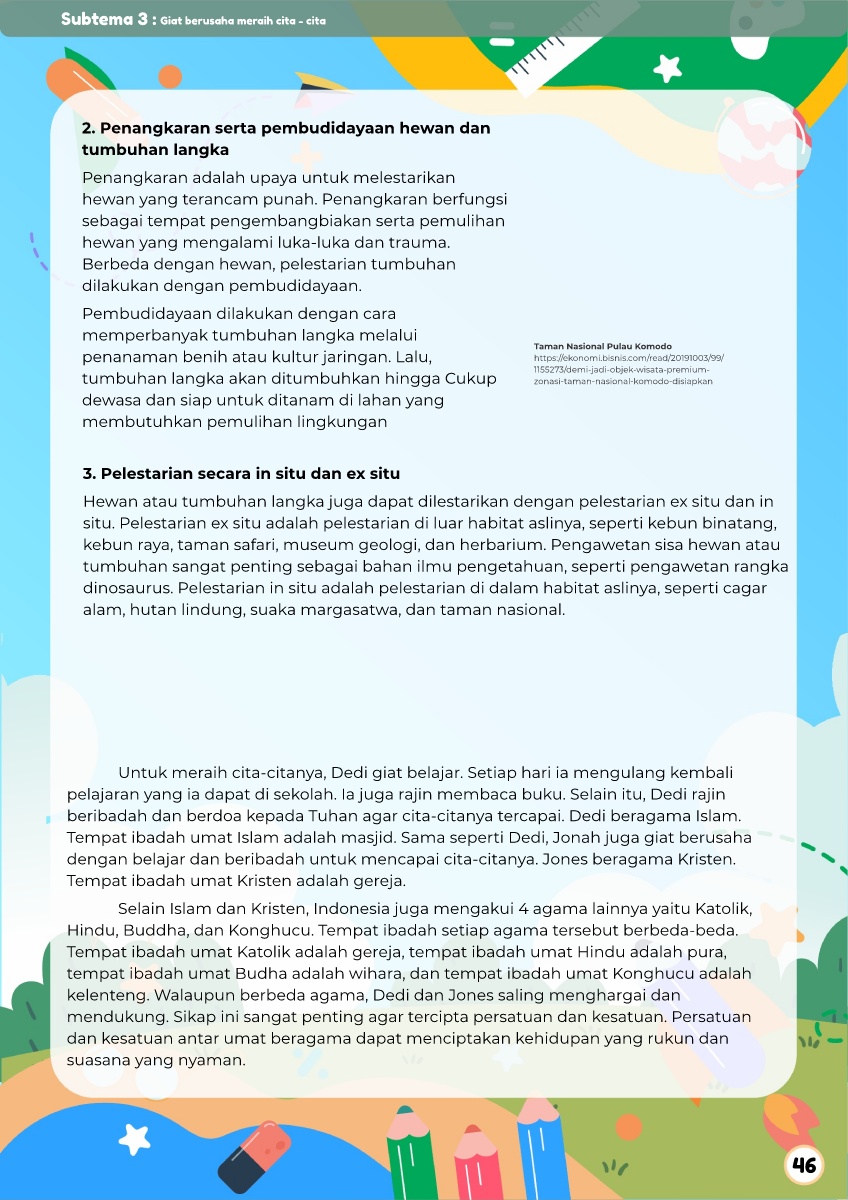 Subtema 3 : Giat berusaha meraih cita - cita
2. Penangkaran serta pembudidayaan hewan dan
tumbuhan langka
Penangkaran adalah upaya untuk melestarikan
hewan yang terancam punah. Penangkaran berfungsi
sebagai tempat pengembangbiakan serta pemulihan
hewan yang mengalami luka-luka dan trauma.
Berbeda dengan hewan, pelestarian tumbuhan
dilakukan dengan pembudidayaan.
Pembudidayaan dilakukan dengan cara
memperbanyak tumbuhan langka melalui
penanaman benih atau kultur jaringan. Lalu,
tumbuhan langka akan ditumbuhkan hingga Cukup
dewasa dan siap untuk ditanam di lahan yang
membutuhkan pemulihan lingkungan
Taman Nasional Pulau Komodo
https://ekonomi.bisnis.com/read/20191003/99/
1155273/demi-jadi-objek-wisata-premium-
zonasi-taman-nasional-komodo-disiapkan
3. Pelestarian secara in situ dan ex situ
Hewan atau tumbuhan langka juga dapat dilestarikan dengan pelestarian ex situ dan in
situ. Pelestarian ex situ adalah pelestarian di luar habitat aslinya, seperti kebun binatang,
kebun raya, taman safari, museum geologi, dan herbarium. Pengawetan sisa hewan atau
tumbuhan sangat penting sebagai bahan ilmu pengetahuan, seperti pengawetan rangka
dinosaurus. Pelestarian in situ adalah pelestarian di dalam habitat aslinya, seperti cagar
alam, hutan lindung, suaka margasatwa, dan taman nasional.
Untuk meraih cita-citanya, Dedi giat belajar. Setiap hari ia mengulang kembali
pelajaran yang ia dapat di sekolah. Ia juga rajin membaca buku. Selain itu, Dedi rajin
beribadah dan berdoa kepada Tuhan agar cita-citanya tercapai. Dedi beragama Islam.
Tempat ibadah umat Islam adalah masjid. Sama seperti Dedi, Jonah juga giat berusaha
dengan belajar dan beribadah untuk mencapai cita-citanya. Jones beragama Kristen.
Tempat ibadah umat Kristen adalah gereja.
Selain Islam dan Kristen, Indonesia juga mengakui 4 agama lainnya yaitu Katolik,
Hindu, Buddha, dan Konghucu. Tempat ibadah setiap agama tersebut berbeda-beda.
Tempat ibadah umat Katolik adalah gereja, tempat ibadah umat Hindu adalah pura,
tempat ibadah umat Budha adalah wihara, dan tempat ibadah umat Konghucu adalah
kelenteng. Walaupun berbeda agama, Dedi dan Jones saling menghargai dan
mendukung. Sikap ini sangat penting agar tercipta persatuan dan kesatuan. Persatuan
dan kesatuan antar umat beragama dapat menciptakan kehidupan yang rukun dan
suasana yang nyaman.
46